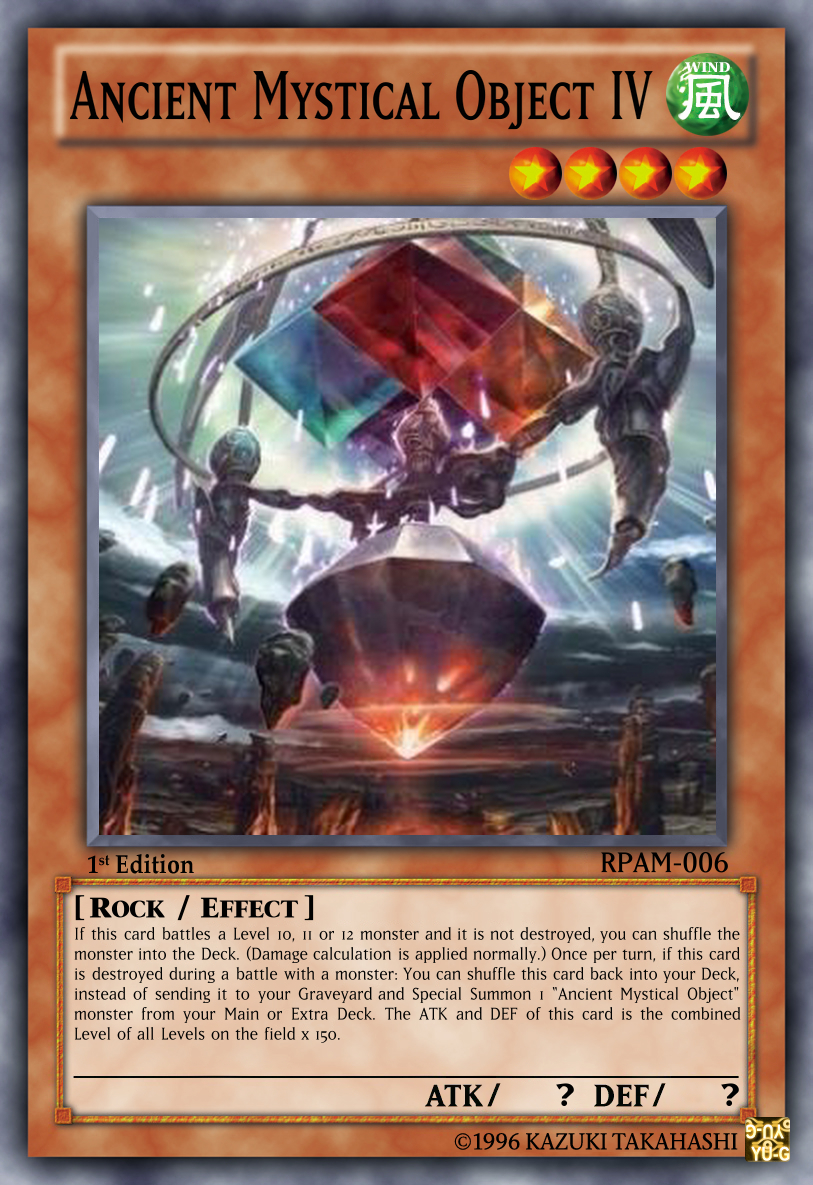 Ancient Mystical Object IV
WIND
風
1st Edition
RPAM-006
[ Rock / Effect ]
If this card battles a Level 10, 11 or 12 monster and it is not destroyed, you can shuffle the
monster into the Deck. (Damage calculation is applied normally.) Once per turn, if this card
is destroyed during a battle with a monster: You can shuffle this card back into your Deck,
instead of sending it to your Graveyard and Special Summon 1 "Ancient Mystical Object"
monster from your Main or Extra Deck. The ATK and DEF of this card is the combined
Level of all Levels on the field x 150.
ATK/ ? DEF/ ?
©1996 KAZUKI TAKAHASHI